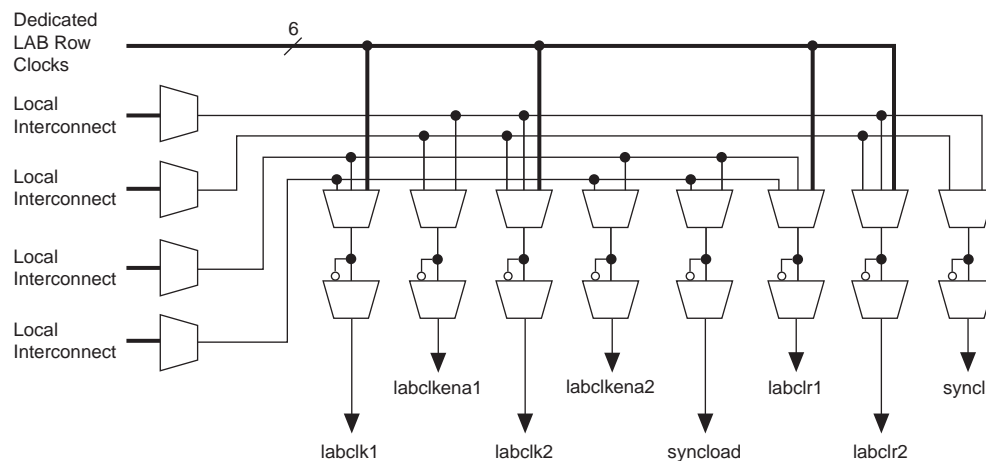 Dedicated
LAB Row
Clocks
6
Local
Interconnect
Local
Interconnect
Local
Interconnect
Local
Interconnect
labclkena1
labclkena2
labclr1
syncl
labclk1
labclk2
syncload
labclr2